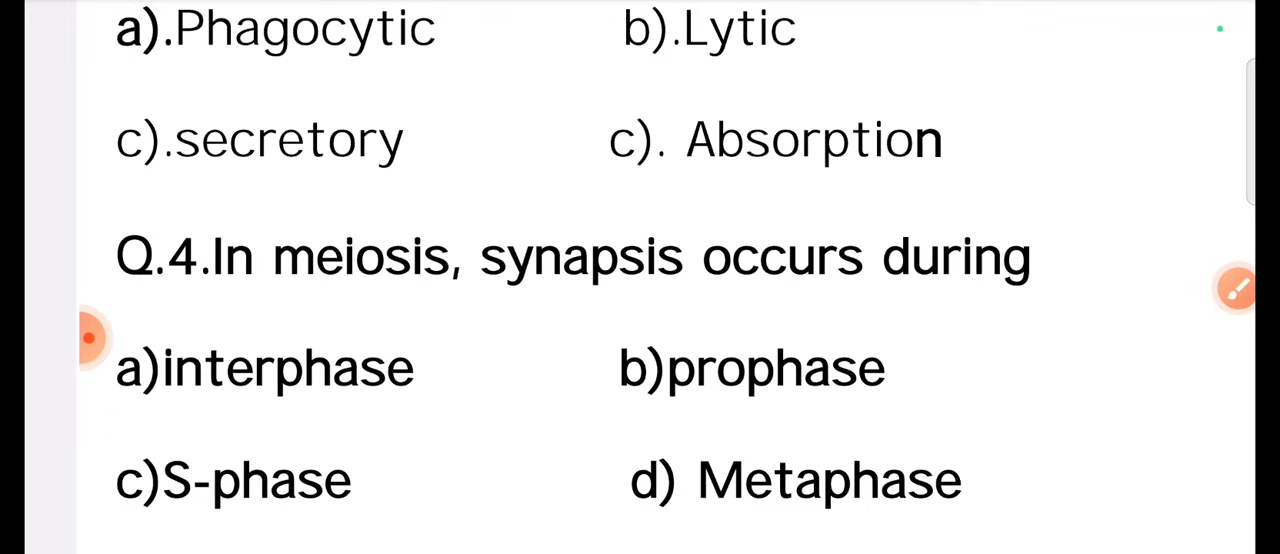 a).Phagocytic b).Lytic
c).secretory c). Absorption
Q.4.In meiosis, synapsis occurs during
a)interphase b)prophase
c)S-phase d) Metaphase